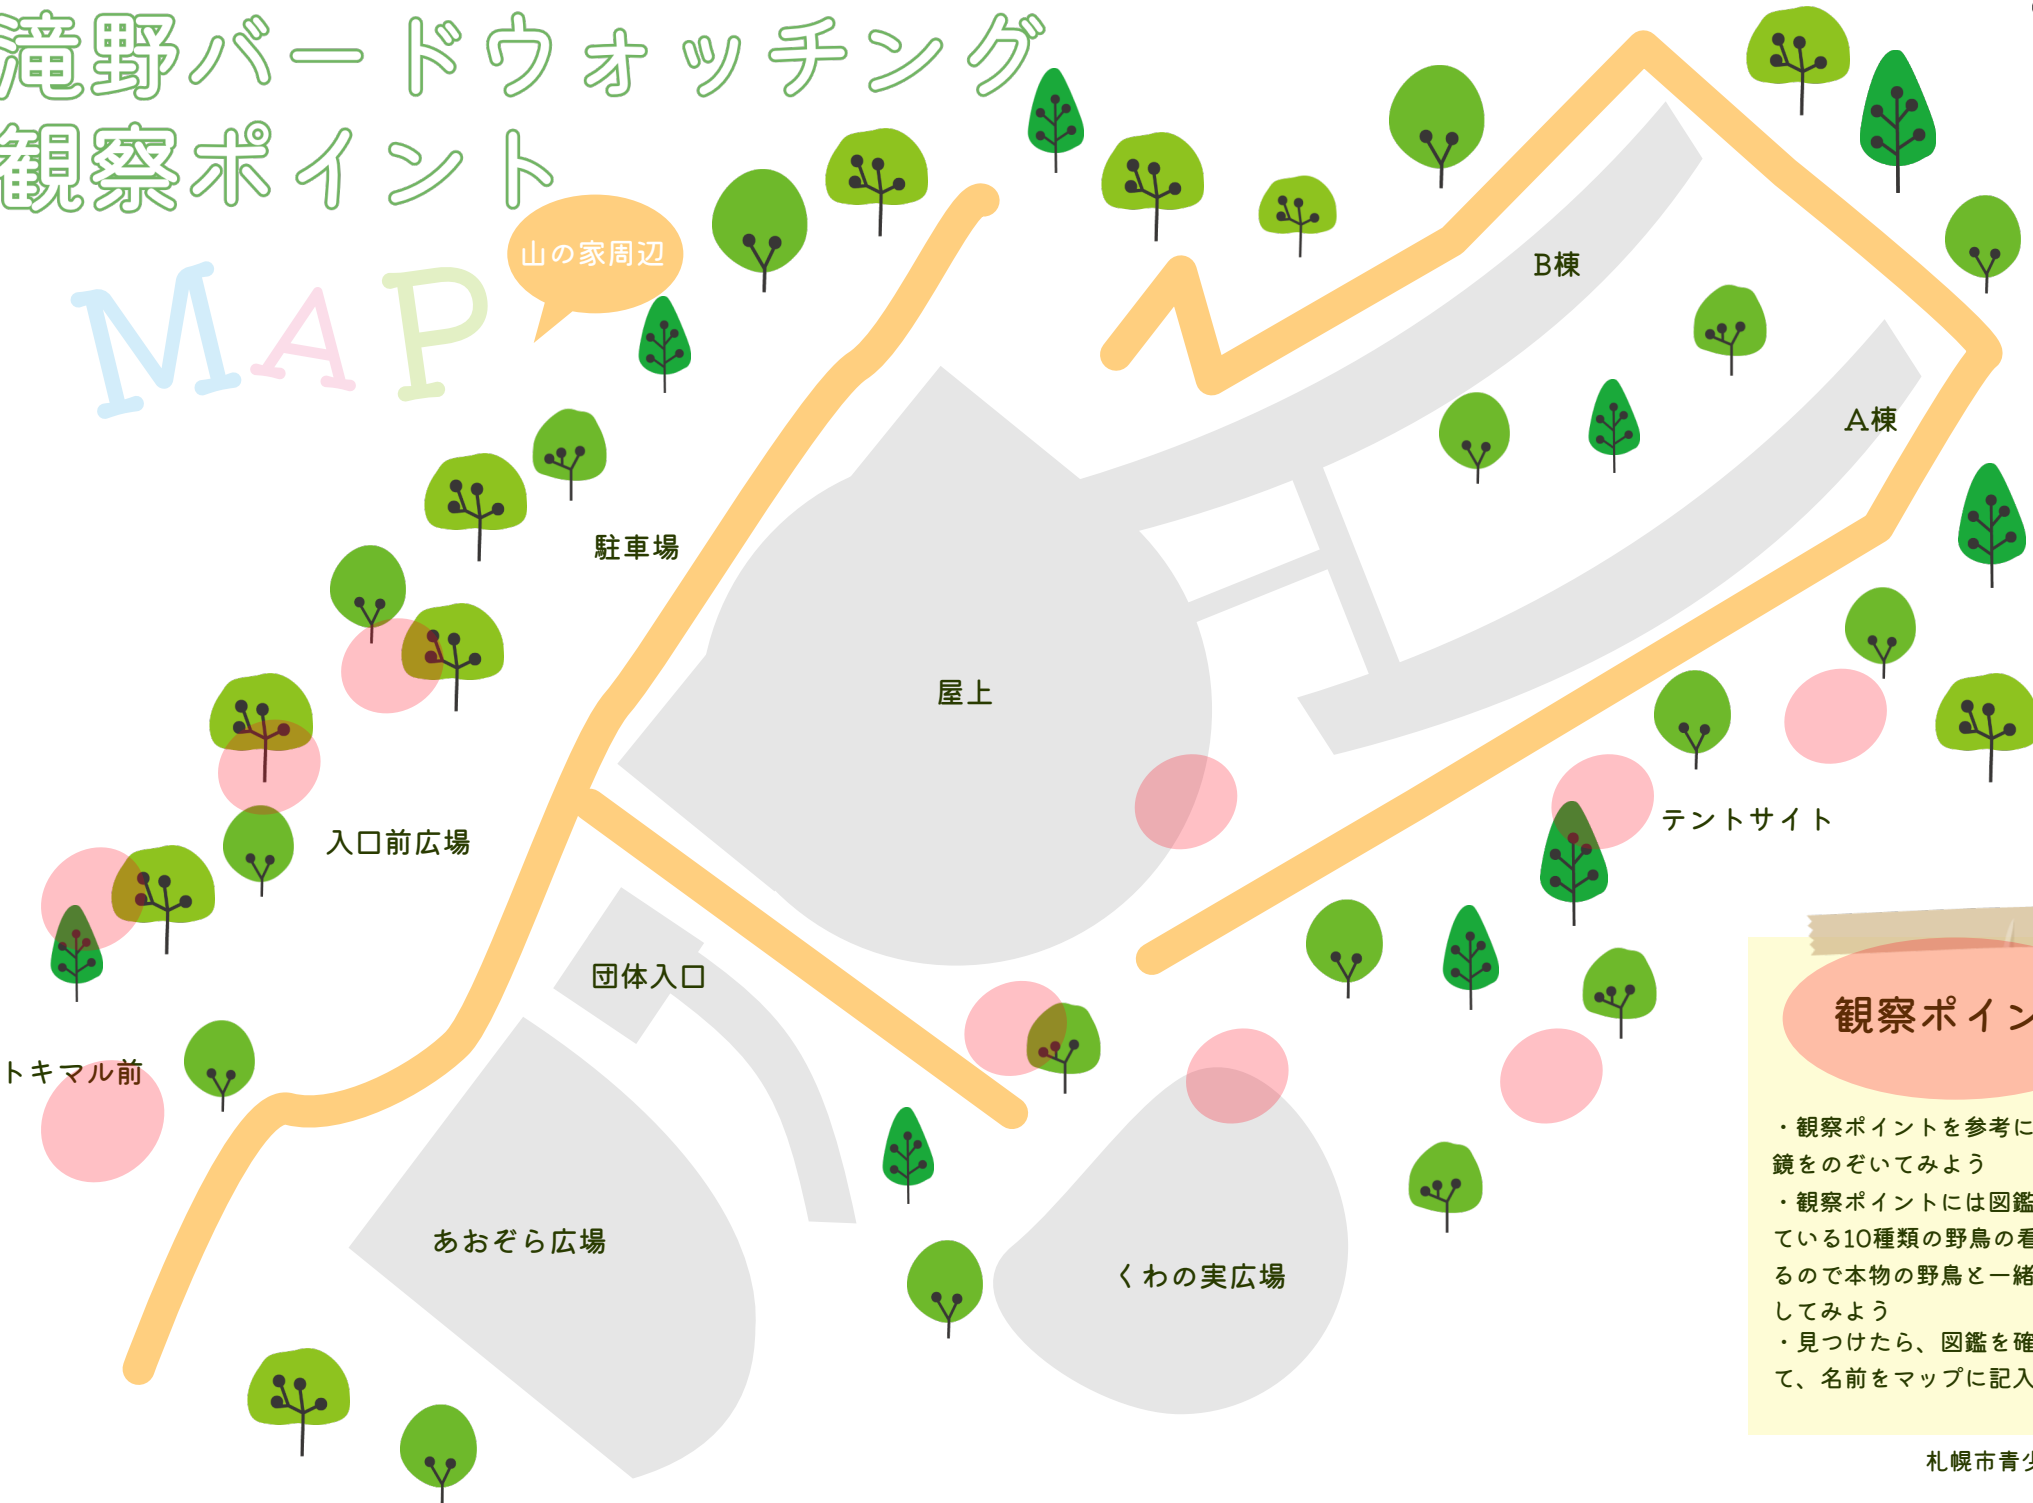 滝野バードウォッチング
観察ポイント
MAP
山の家周辺
B棟
A棟
駐車場
屋上
入口前広場
テントサイト
団体入口
トキマル前
あおぞら広場
くわの実広場
観察ポイン
・観察ポイントを参考に
鏡をのぞいてみよう
・観察ポイントには図鑑
ている10種類の野鳥の看
るので本物の野鳥と一緒
してみよう
・見つけたら、図鑑を確
て、名前をマップに記入
札幌市青少